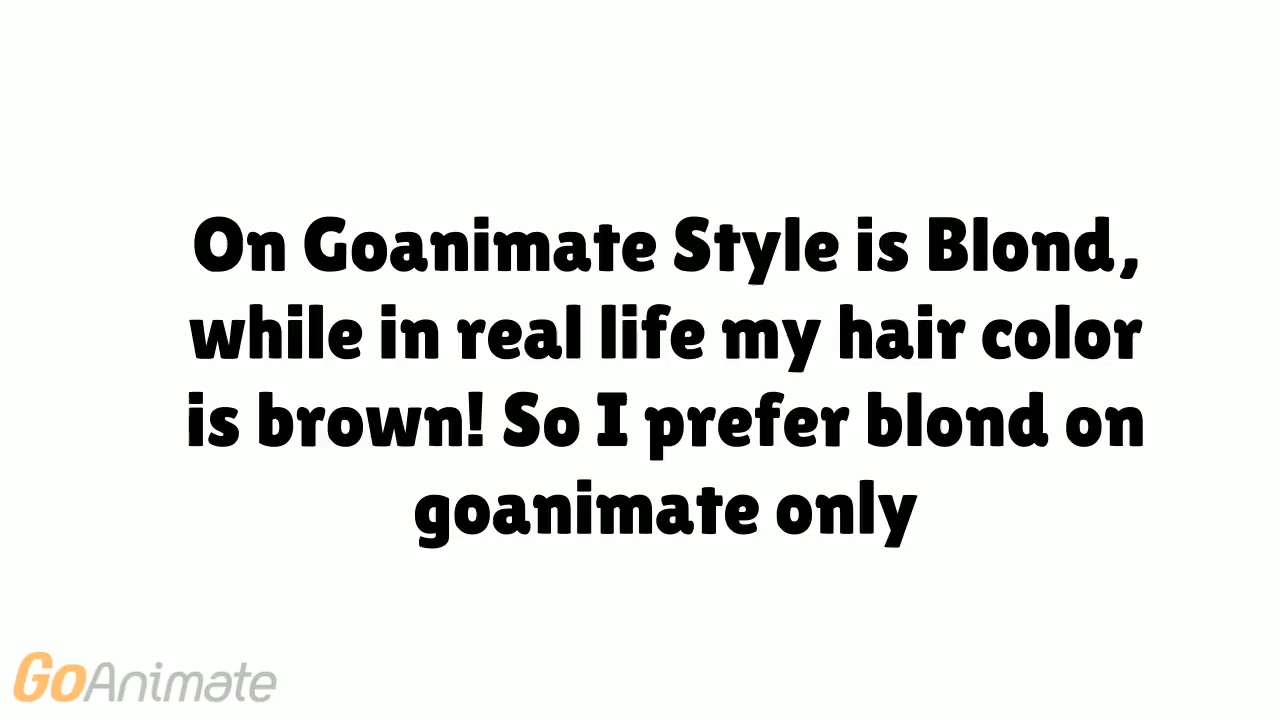 On Goanimate Style is Blond,
while in real life my hair color
is brown! So I prefer blond on
goanimate only
GoAnimate